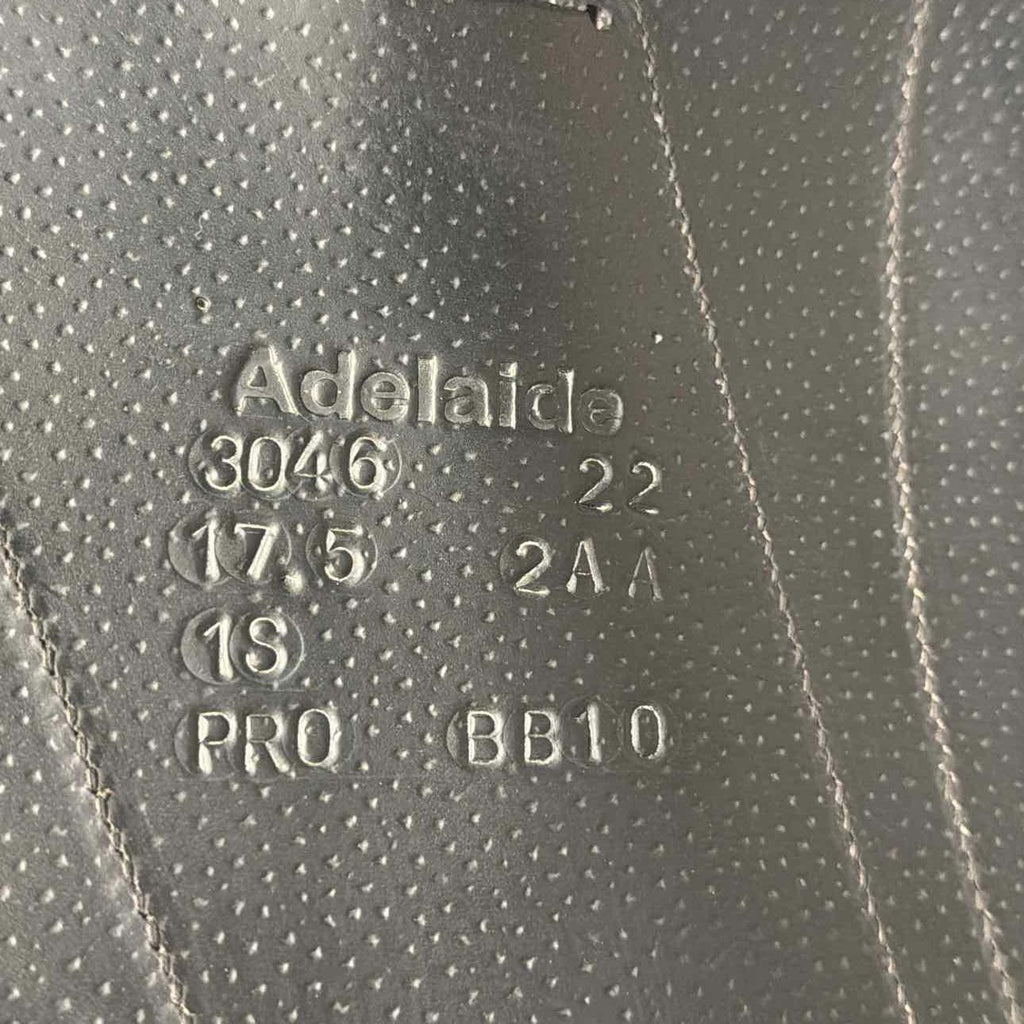 Adelaide
3046 22
17,5 2AA
1S
PRO BB10